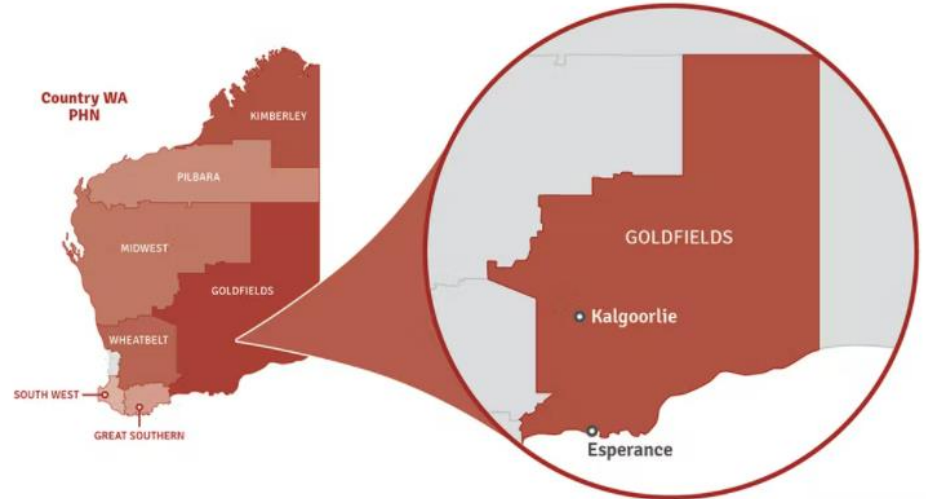 Country WA
PHN
KIMBERLEY
PILBARA
MIDWEST
GOLDFIELDS
WHEATBELT
SOUTH WEST
GREAT SOUTHERN
GOLDFIELDS
Kalgoorlie
Esperance